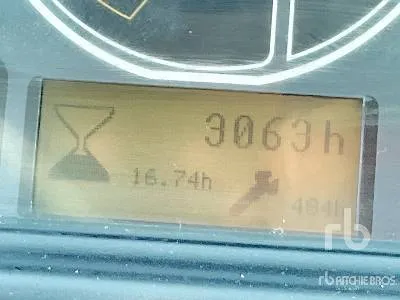 3063h
16.74h
484h
rb
RITCHIE BROS.